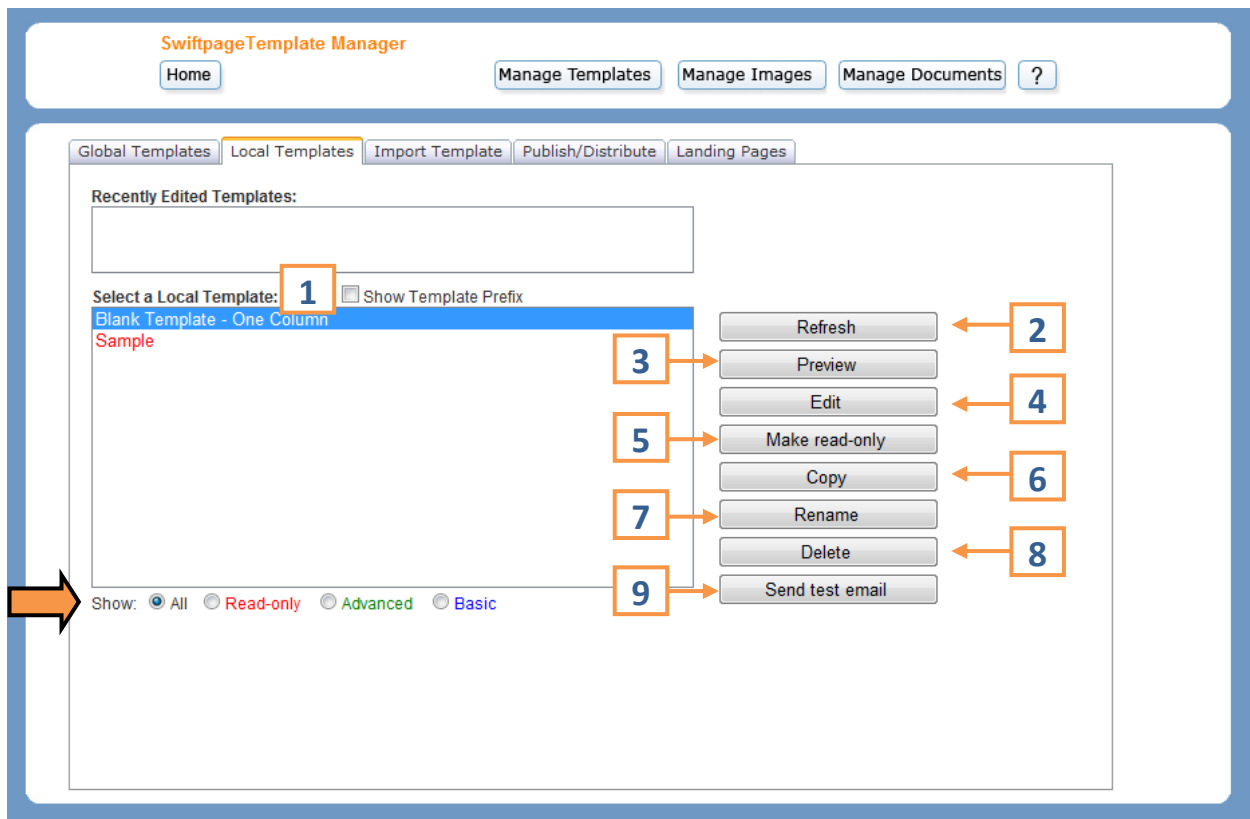 SwiftpageTemplate Manager
Home Manage Templates Manage Images Manage Documents ?
Global Templates Local Templates Import Template Publish/Distribute Landing Pages
Recently Edited Templates:
Select a Local Template: 1 Show Template Prefix
Blank Template - One Column
Sample
Refresh 2
3 Preview
Edit 4
5 Make read-only
Copy 6
7 Rename
Delete 8
9 Send test email
Show: All Read-only Advanced Basic